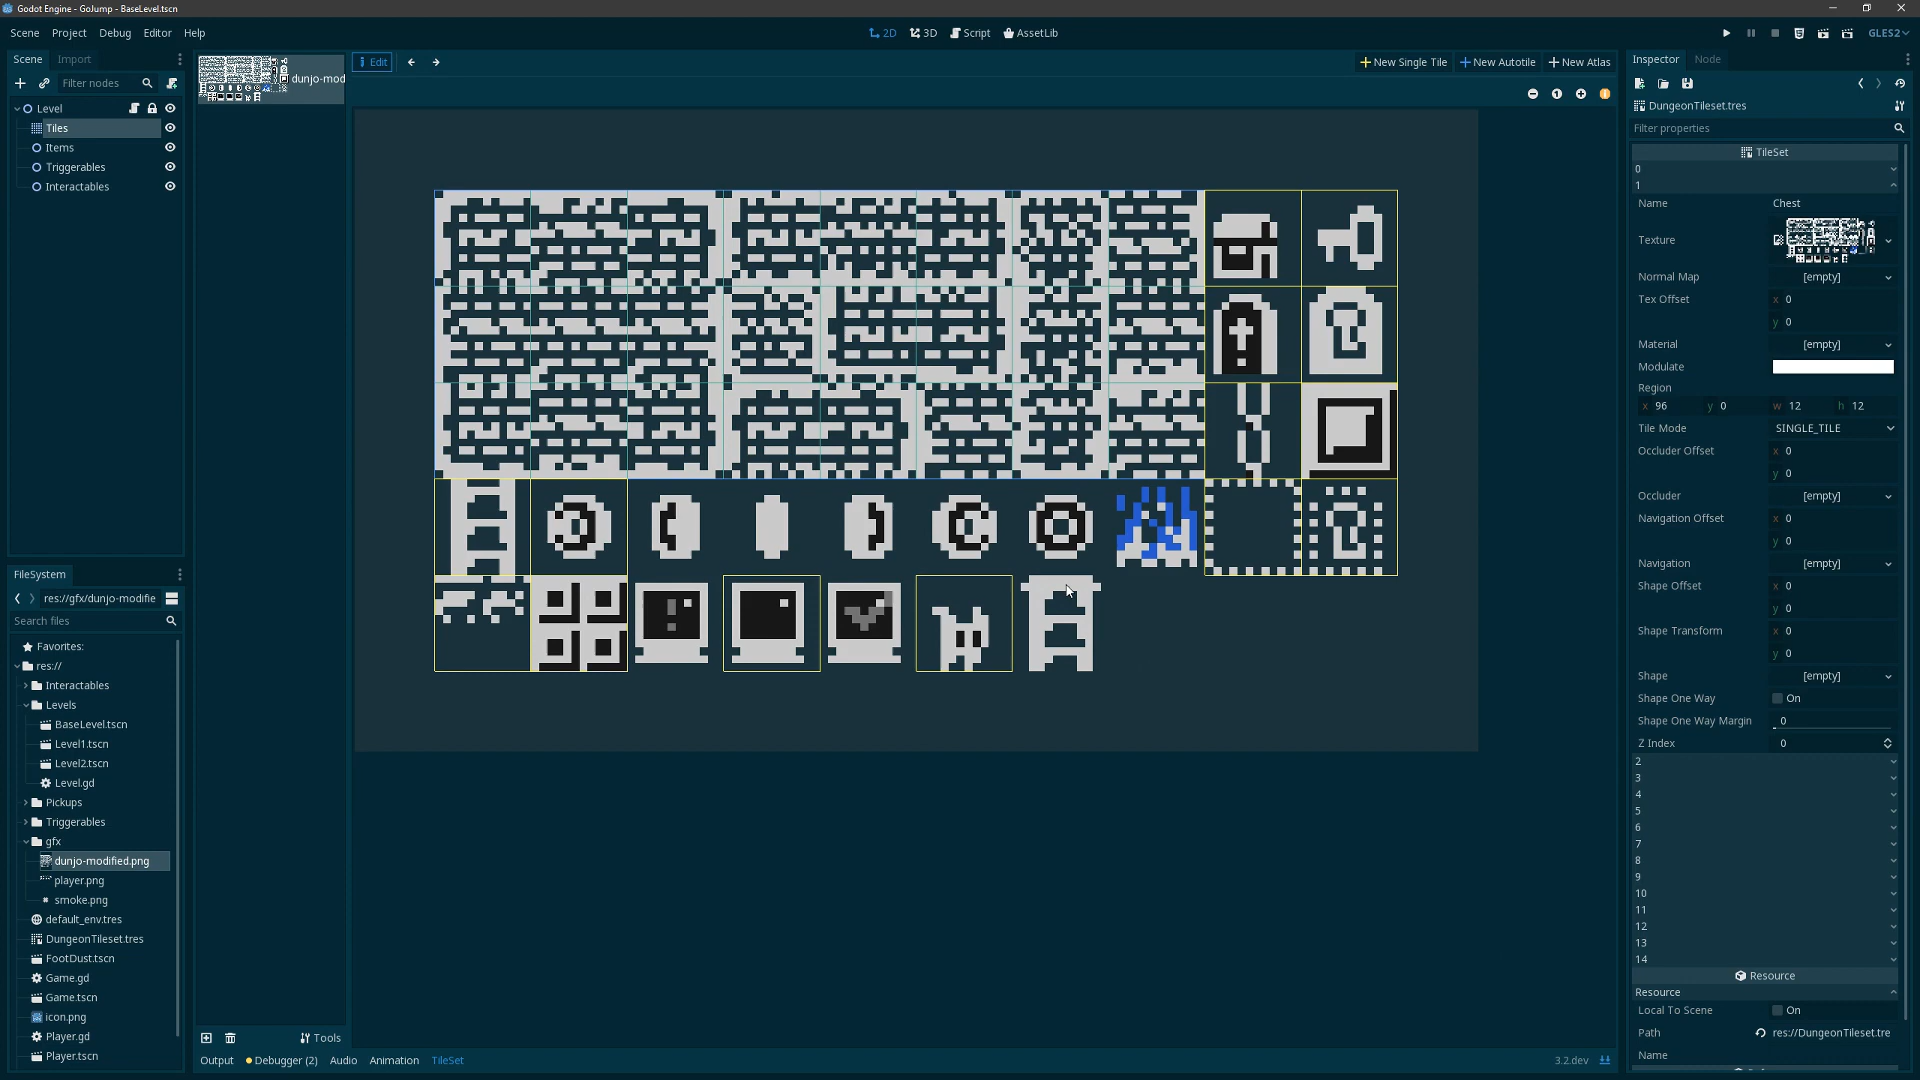 Godot Engine - GoJump - BaseLevel.tscn
Scene Project Debug Editor Help
2D 3D Script AssetLib
GLES2
Scene Import
Filter nodes
Level
Tiles
Items
Triggerables
Interactables
dunjo-mod
Edit
New Single Tile New Autotile New Atlas
FileSystem
res://gfx/dunjo-modifie
Search files
Favorites:
res://
Interactables
Levels
BaseLevel.tscn
Level1.tscn
Level2.tscn
Level.gd
Pickups
Triggerables
gfx
dunjo-modified.png
player.png
smoke.png
default_env.tres
DungeonTileset.tres
FootDust.tscn
Game.gd
Game.tscn
icon.png
Player.gd
Player.tscn
Tools
Output Debugger (2) Audio Animation TileSet
3.2.dev
Inspector Node
DungeonTileset.tres
Filter properties
TileSet
0
1
Name Chest
Texture
Normal Map [empty]
Tex Offset x 0
y 0
Material [empty]
Modulate
Region
x 96 y 0 w 12 h 12
Tile Mode SINGLE_TILE
Occluder Offset x 0
y 0
Occluder [empty]
Navigation Offset x 0
y 0
Navigation [empty]
Shape Offset x 0
y 0
Shape Transform x 0
y 0
Shape [empty]
Shape One Way On
Shape One Way Margin 0
Z Index 0
2
3
4
5
6
7
8
9
10
11
12
13
14
Resource
Resource
Local To Scene On
Path res://DungeonTileset.tre
Name